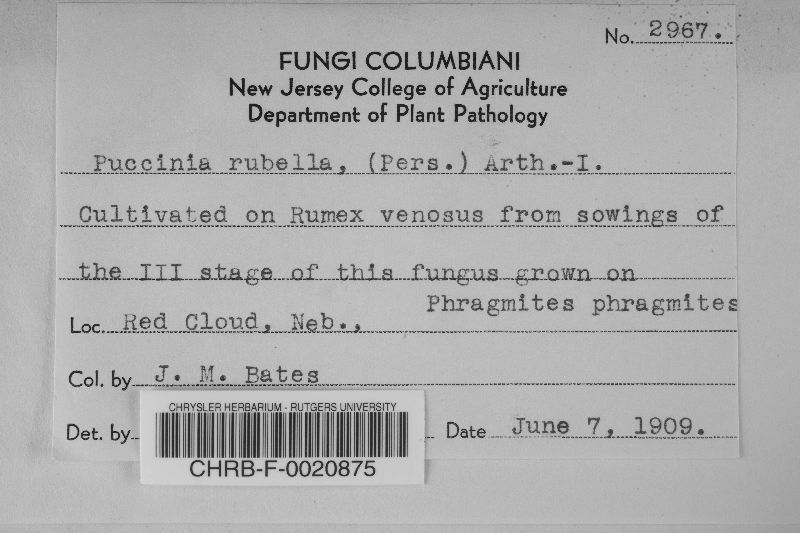 No. 2967.
FUNGI COLUMBIANI
New Jersey College of Agriculture
Department of Plant Pathology
Puccinia rubella, (Pers.) Arth.-I.
Cultivated on Rumex venosus from sowings of
the III stage of this fungus grown on
Phragmites phragmites
Loc. Red Cloud, Neb.,
Col. by J. M. Bates
Det. by
Date June 7, 1909.
CHRYSLER HERBARIUM - RUTGERS UNIVERSITY
CHRB-F-0020875